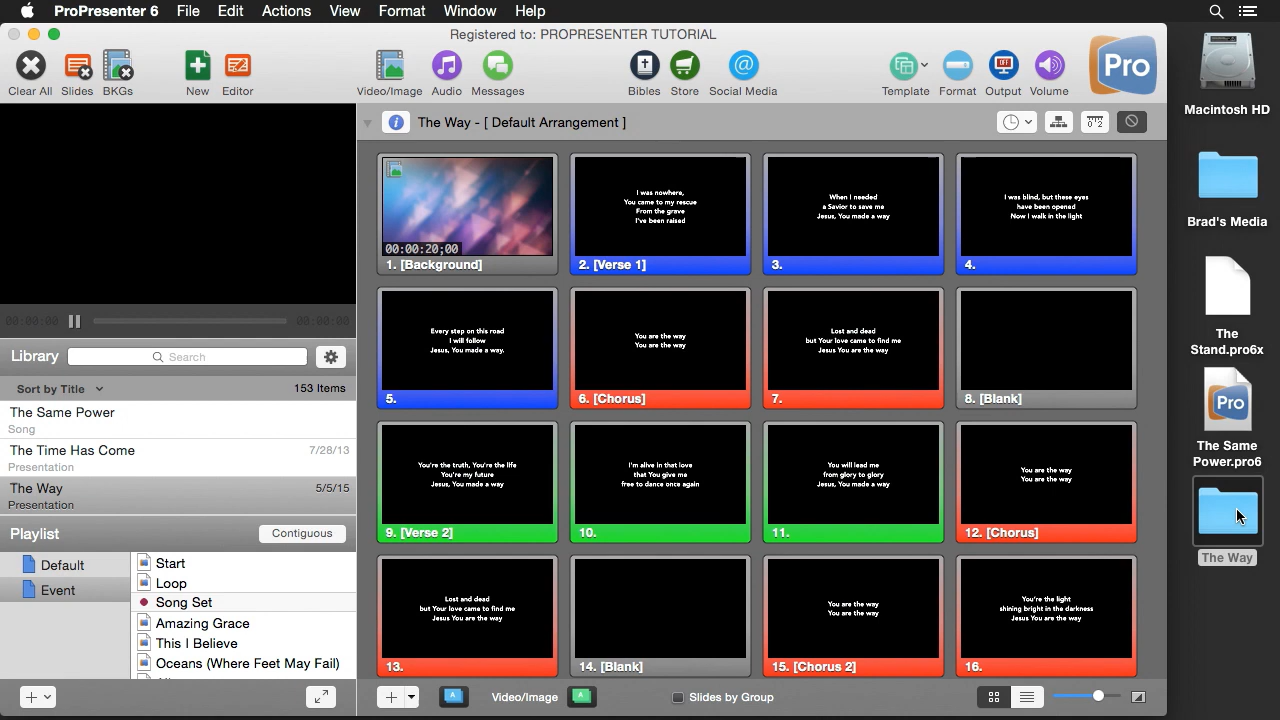 ProPresenter 6 File Edit Actions View Format Window Help
Registered to: PROPRESENTER TUTORIAL
Clear All Slides BKGs New Editor Video/Image Audio Messages Bibles Store Social Media Template Format Output Volume
OFF
Pro
The Way - [ Default Arrangement ]
00:00:00
00:00:00
Library
Search
Sort by Title
153 Items
The Same Power
Song
The Time Has Come
7/28/13
Presentation
The Way
5/5/15
Presentation
Playlist
Contiguous
Default
Event
Start
Loop
Song Set
Amazing Grace
This I Believe
Oceans (Where Feet May Fail)
00:00:20;00
1. [Background]
I was nowhere,
You came to my rescue
From the grave
I've been raised
2. [Verse 1]
When I needed
a Savior to save me
Jesus, You made a way
3.
I was blind, but these eyes
have been opened
Now I walk in the light
4.
Every step on this road
I will follow
Jesus, You made a way.
5.
You are the way
You are the way
6. [Chorus]
Lost and dead
but Your love came to find me
Jesus You are the way
7.
8. [Blank]
You're the truth, You're the life
You're my future
Jesus, You made a way
9. [Verse 2]
I'm alive in that love
that You give me
free to dance once again
10.
You will lead me
from glory to glory
Jesus, You made a way
11.
You are the way
You are the way
12. [Chorus]
Lost and dead
but Your love came to find me
Jesus You are the way
13.
14. [Blank]
You are the way
You are the way
15. [Chorus 2]
You're the light
shining bright in the darkness
Jesus You are the way
16.
Video/Image
Slides by Group
Macintosh HD
Brad's Media
The
Stand.pro6x
Pro
The Same
Power.pro6
The Way